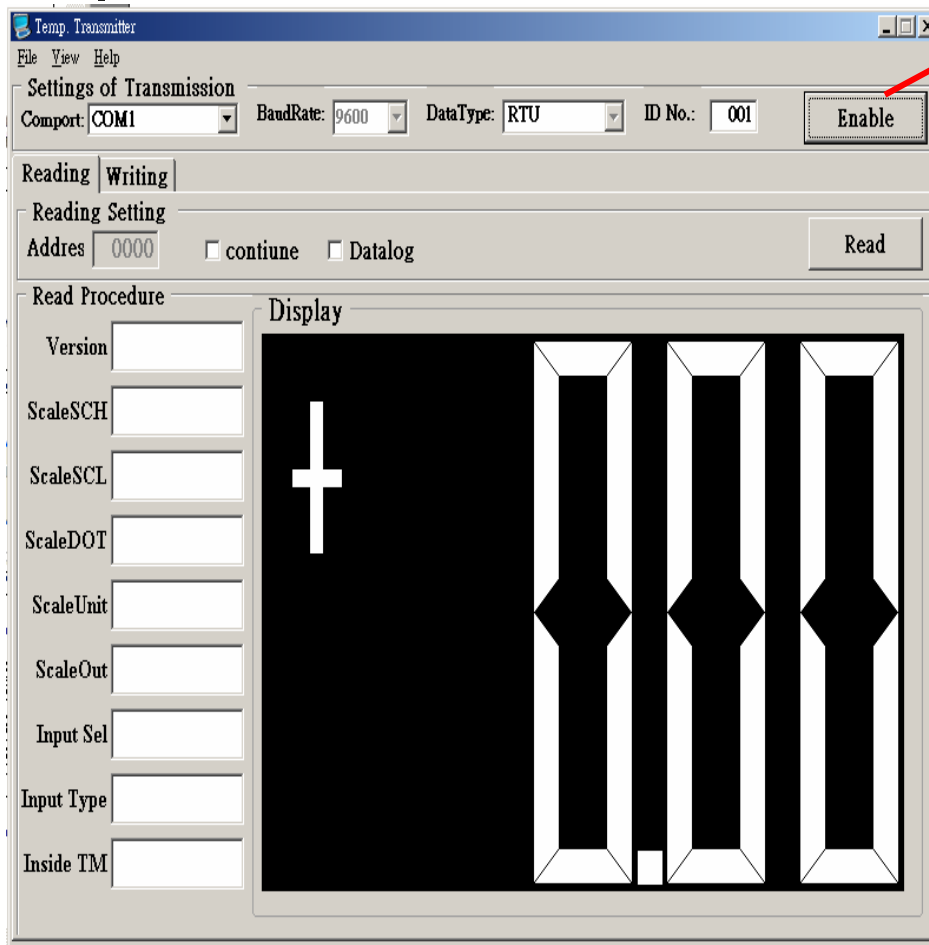 Temp. Transmitter
File View Help
Settings of Transmission
Comport: COM1 BaudRate: 9600 DataType: RTU ID No.: 001 Enable
Reading Writing
Reading Setting
Addres 0000 contiune Datalog Read
Read Procedure
Display
Version
ScaleSCH
ScaleSCL
ScaleDOT
ScaleUnit
ScaleOut
Input Sel
Input Type
Inside TM
+00.0